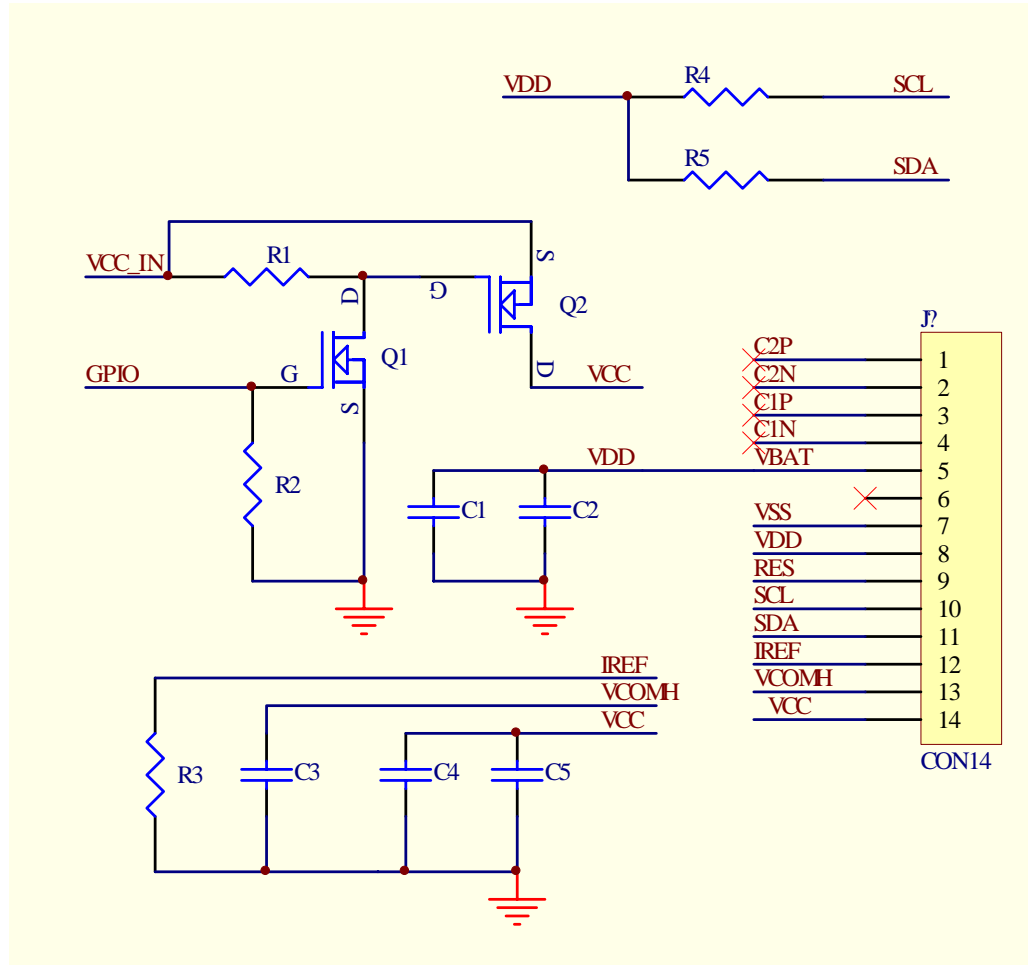 VDD R4 SCL
R5 SDA
VCC_IN R1 D G S Q2
GPIO G Q1 S D VCC
R2
VDD
C1 C2
J?
C2P 1
C2N 2
C1P 3
C1N 4
VBAT 5
6
VSS 7
VDD 8
RES 9
SCL 10
SDA 11
IREF 12
VCOMH 13
VCC 14
CON14
IREF
VCOMH
VCC
R3 C3 C4 C5